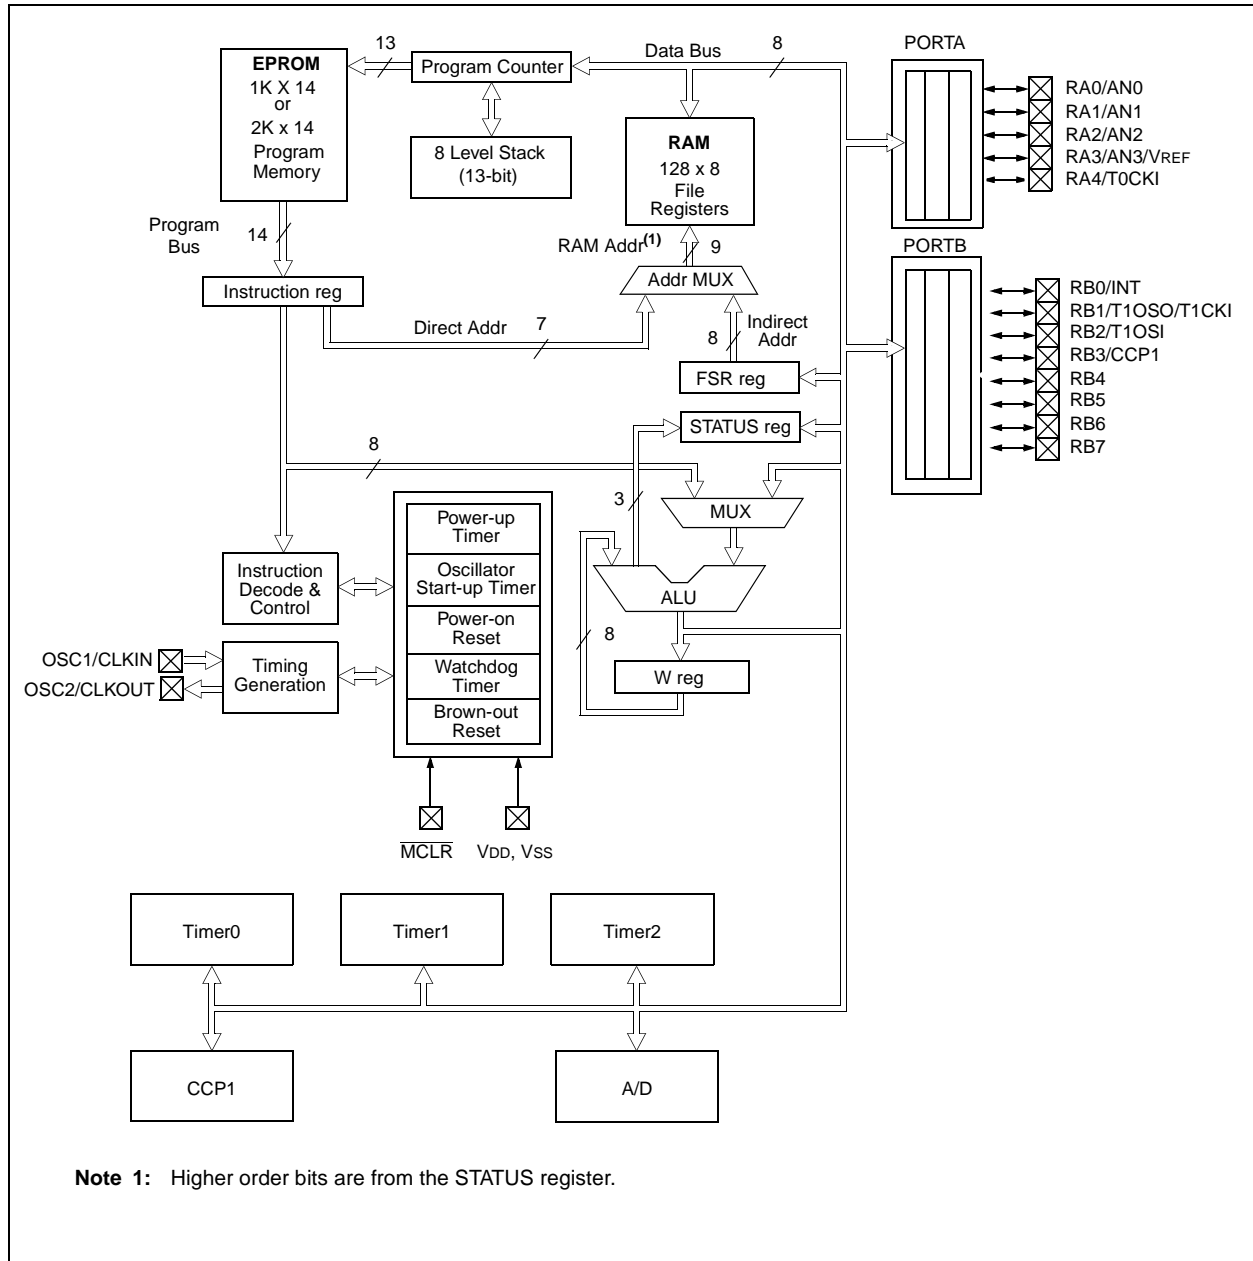 EPROM
1K X 14
or
2K x 14
Program
Memory
13
Program Counter
Data Bus
8
8 Level Stack
(13-bit)
RAM
128 x 8
File
Registers
PORTA
RA0/AN0
RA1/AN1
RA2/AN2
RA3/AN3/VREF
RA4/T0CKI
Program
Bus
14
RAM Addr(1)
9
PORTB
Instruction reg
Addr MUX
Direct Addr
7
8
Indirect
Addr
FSR reg
RB0/INT
RB1/T1OSO/T1CKI
RB2/T1OSI
RB3/CCP1
RB4
RB5
RB6
RB7
STATUS reg
8
3
MUX
Power-up
Timer
Oscillator
Start-up Timer
Power-on
Reset
Watchdog
Timer
Brown-out
Reset
Instruction
Decode &
Control
ALU
8
W reg
OSC1/CLKIN
OSC2/CLKOUT
Timing
Generation
MCLR
VDD, VSS
Timer0
Timer1
Timer2
CCP1
A/D
Note 1: Higher order bits are from the STATUS register.